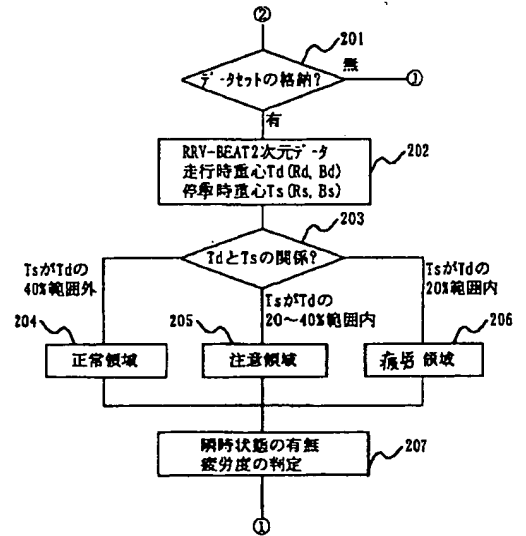 ②
201
データセットの格納?
無
①
有
RRV-BEAT2次元データ
走行時重心Td(Rd, Bd)
停車時重心Ts(Rs, Bs)
202
203
TdとTsの関係?
TsがTdの
40%範囲外
TsがTdの
20~40%範囲内
TsがTdの
20%範囲内
204
正常領域
205
注意領域
206
疲労領域
瞬時状態の有無
疲労度の判定
207
①